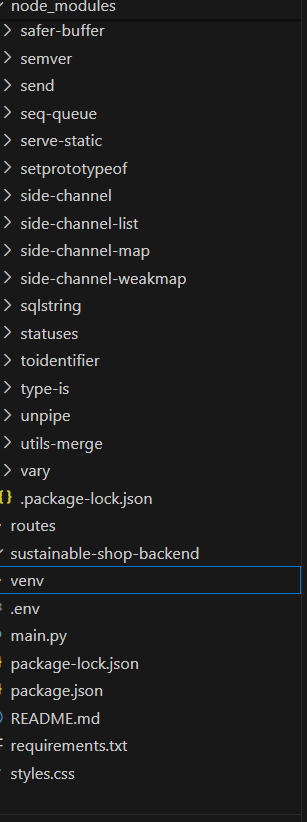 node_modules
safer-buffer
semver
send
seq-queue
serve-static
setprototypeof
side-channel
side-channel-list
side-channel-map
side-channel-weakmap
sqlstring
statuses
toidentifier
type-is
unpipe
utils-merge
vary
{} .package-lock.json
routes
sustainable-shop-backend
venv
.env
main.py
package-lock.json
package.json
README.md
requirements.txt
styles.css